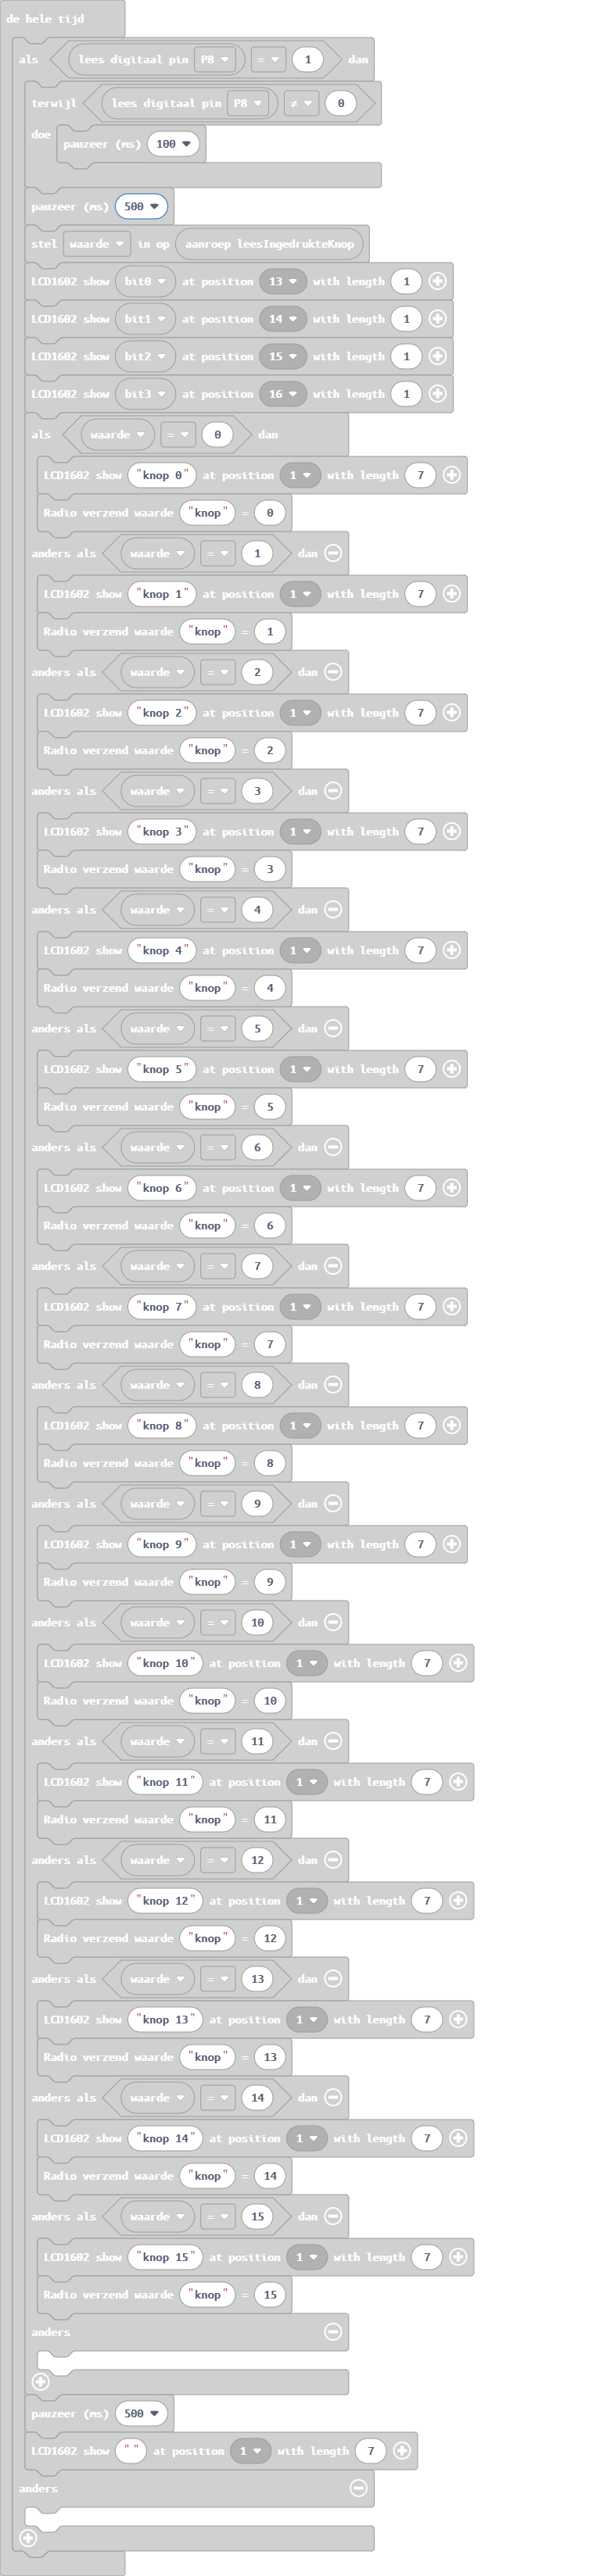 de hele tijd
als lees digitaal pin P8 = 1 dan
terwijl lees digitaal pin P8 ≠ 0
doe pauzeer (ms) 100
pauzeer (ms) 500
stel waarde in op aanroep leesIngedrukteKnop
LCD1602 show bit0 at position 13 with length 1
LCD1602 show bit1 at position 14 with length 1
LCD1602 show bit2 at position 15 with length 1
LCD1602 show bit3 at position 16 with length 1
als waarde = 0 dan
LCD1602 show "knop 0" at position 1 with length 7
Radio verzend waarde "knop" = 0
anders als waarde = 1 dan
LCD1602 show "knop 1" at position 1 with length 7
Radio verzend waarde "knop" = 1
anders als waarde = 2 dan
LCD1602 show "knop 2" at position 1 with length 7
Radio verzend waarde "knop" = 2
anders als waarde = 3 dan
LCD1602 show "knop 3" at position 1 with length 7
Radio verzend waarde "knop" = 3
anders als waarde = 4 dan
LCD1602 show "knop 4" at position 1 with length 7
Radio verzend waarde "knop" = 4
anders als waarde = 5 dan
LCD1602 show "knop 5" at position 1 with length 7
Radio verzend waarde "knop" = 5
anders als waarde = 6 dan
LCD1602 show "knop 6" at position 1 with length 7
Radio verzend waarde "knop" = 6
anders als waarde = 7 dan
LCD1602 show "knop 7" at position 1 with length 7
Radio verzend waarde "knop" = 7
anders als waarde = 8 dan
LCD1602 show "knop 8" at position 1 with length 7
Radio verzend waarde "knop" = 8
anders als waarde = 9 dan
LCD1602 show "knop 9" at position 1 with length 7
Radio verzend waarde "knop" = 9
anders als waarde = 10 dan
LCD1602 show "knop 10" at position 1 with length 7
Radio verzend waarde "knop" = 10
anders als waarde = 11 dan
LCD1602 show "knop 11" at position 1 with length 7
Radio verzend waarde "knop" = 11
anders als waarde = 12 dan
LCD1602 show "knop 12" at position 1 with length 7
Radio verzend waarde "knop" = 12
anders als waarde = 13 dan
LCD1602 show "knop 13" at position 1 with length 7
Radio verzend waarde "knop" = 13
anders als waarde = 14 dan
LCD1602 show "knop 14" at position 1 with length 7
Radio verzend waarde "knop" = 14
anders als waarde = 15 dan
LCD1602 show "knop 15" at position 1 with length 7
Radio verzend waarde "knop" = 15
anders
pauzeer (ms) 500
LCD1602 show " " at position 1 with length 7
anders